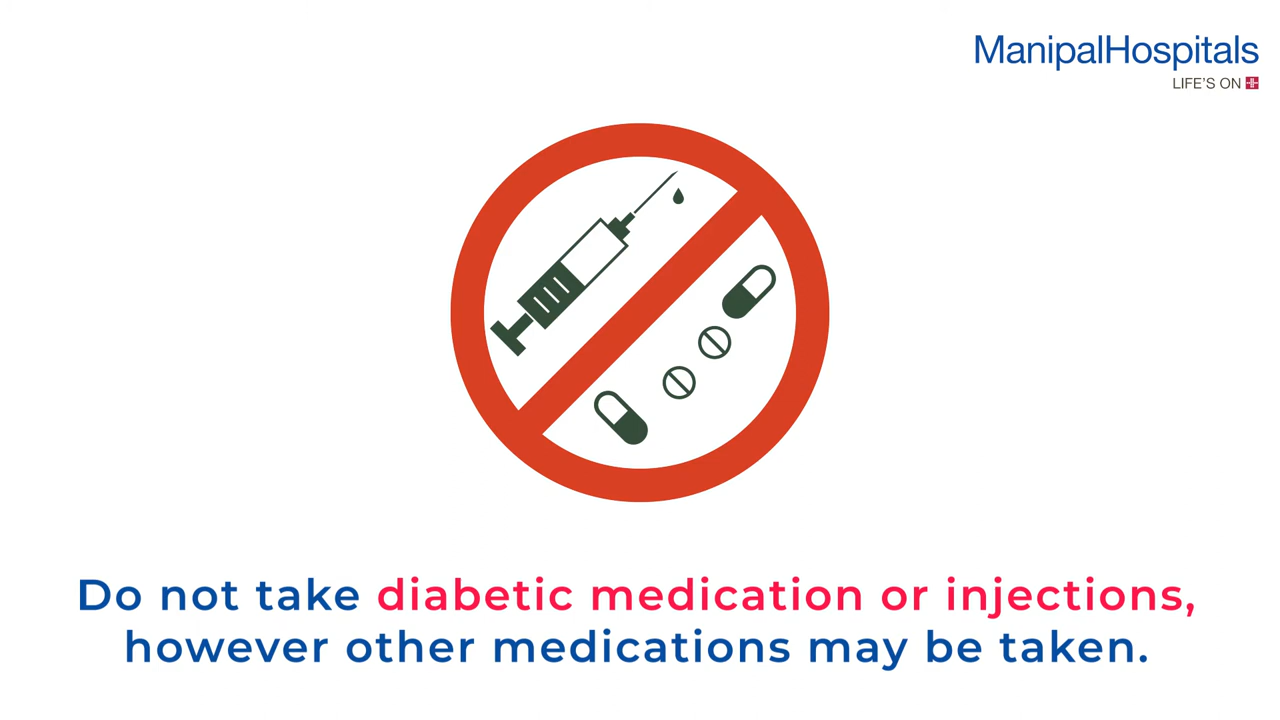 ManipalHospitals
LIFE'S ON
Do not take diabetic medication or injections,
however other medications may be taken.